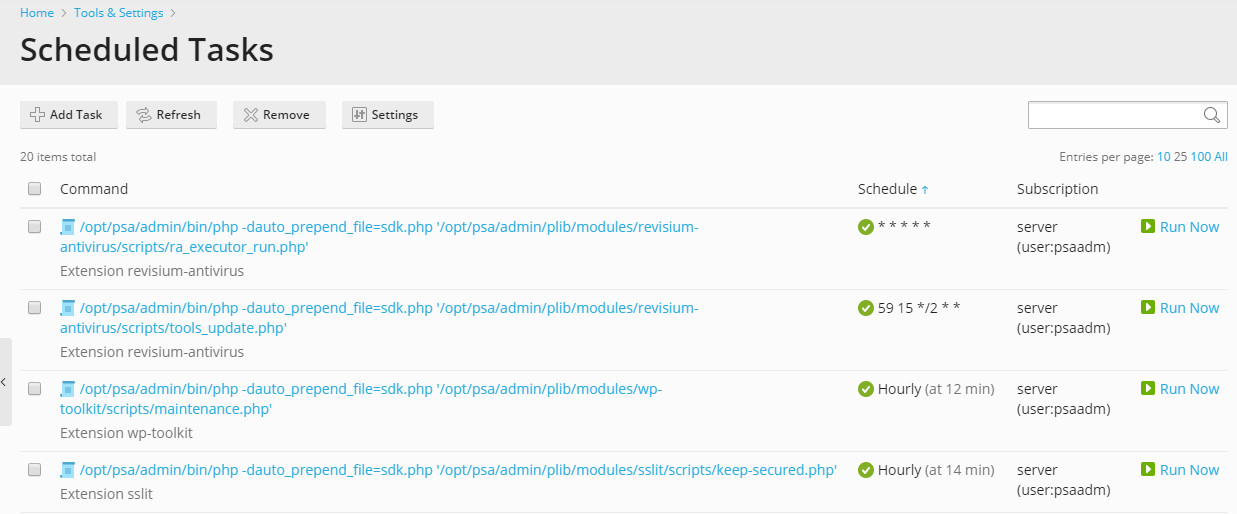 Home > Tools & Settings >
Scheduled Tasks
Add Task Refresh Remove Settings
20 items total Entries per page: 10 25 100 All
Command Schedule ↑ Subscription
/opt/psa/admin/bin/php -dauto_prepend_file=sdk.php '/opt/psa/admin/plib/modules/revisium- * * * * * server Run Now
antivirus/scripts/ra_executor_run.php' (user:psaadm)
Extension revisium-antivirus
/opt/psa/admin/bin/php -dauto_prepend_file=sdk.php '/opt/psa/admin/plib/modules/revisium- 59 15 */2 * * server Run Now
antivirus/scripts/tools_update.php' (user:psaadm)
Extension revisium-antivirus
/opt/psa/admin/bin/php -dauto_prepend_file=sdk.php '/opt/psa/admin/plib/modules/wp- Hourly (at 12 min) server Run Now
toolkit/scripts/maintenance.php' (user:psaadm)
Extension wp-toolkit
/opt/psa/admin/bin/php -dauto_prepend_file=sdk.php '/opt/psa/admin/plib/modules/sslit/scripts/keep-secured.php' Hourly (at 14 min) server Run Now
Extension sslit (user:psaadm)